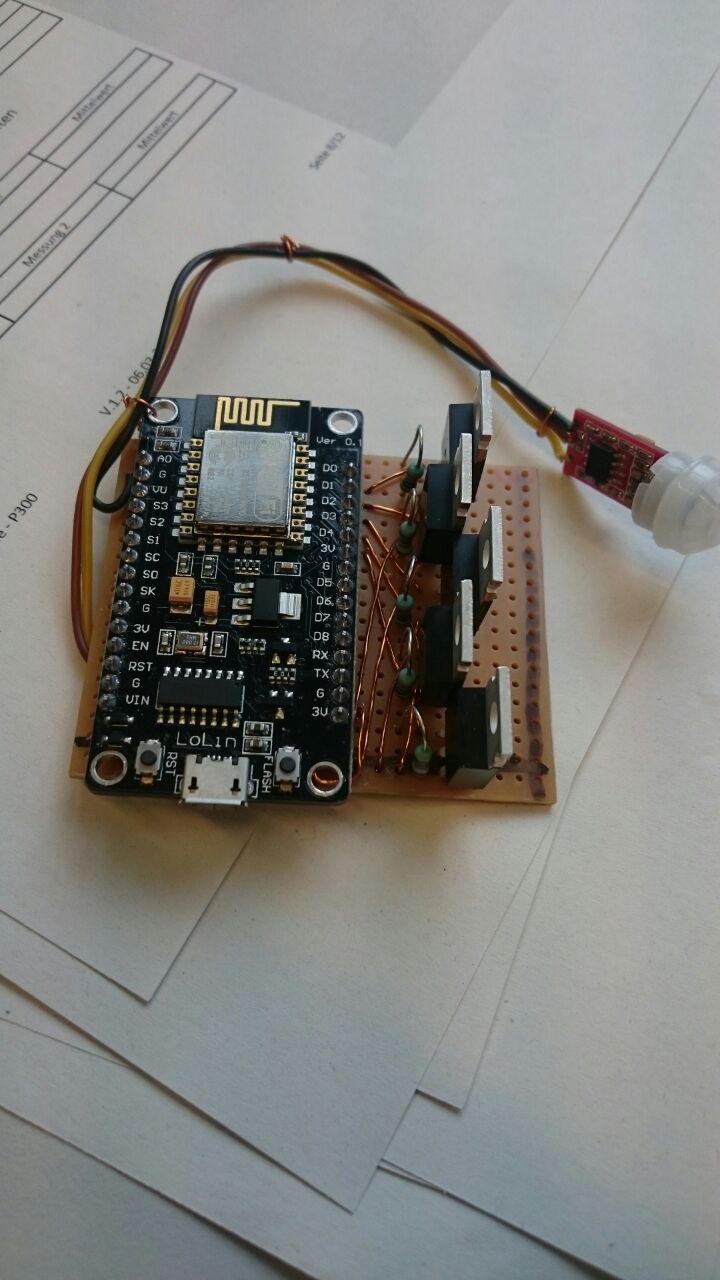 ten
Mittelwert
Mittelwert
Messung 2
Seite 8/12
V.1.2 - 06.03
e - P300
Ver 0.1
A0
G
VU
S3
S2
S1
SC
SO
SK
G
3V
EN
RST
G
VIN
D0
D1
D2
D3
D4
3V
G
D5
D6
D7
D8
RX
TX
G
3V
LoLin
RST
FLASH